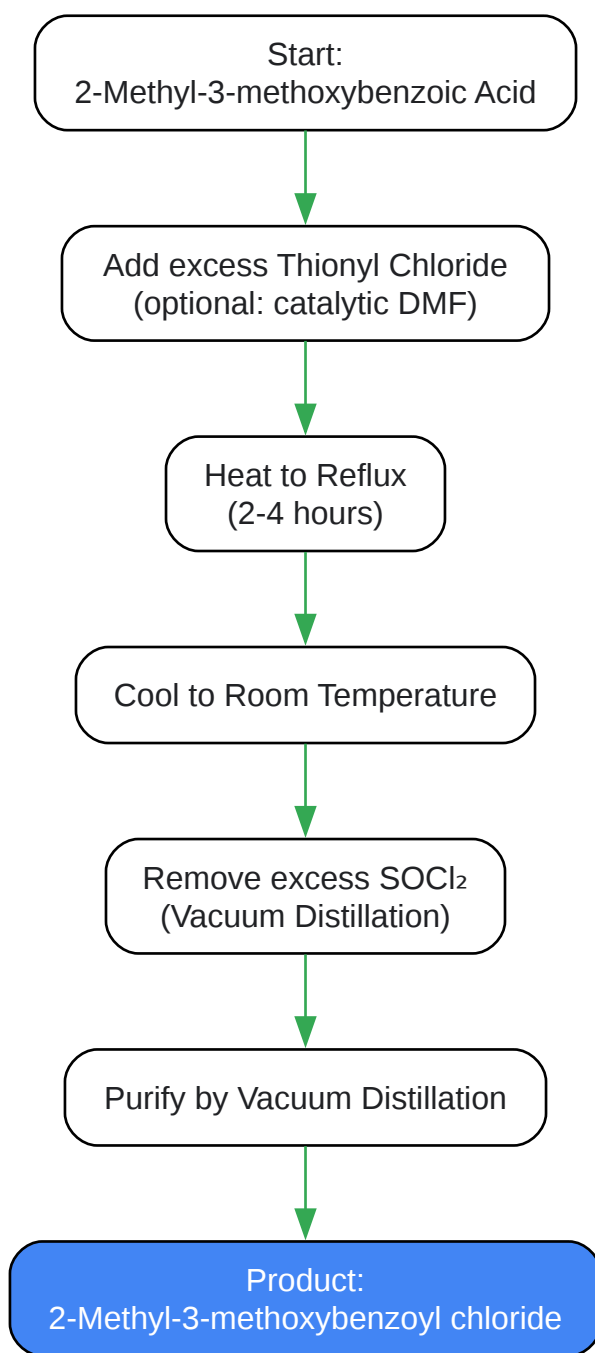 Start:
2-Methyl-3-methoxybenzoic Acid
Add excess Thionyl Chloride
(optional: catalytic DMF)
Heat to Reflux
(2-4 hours)
Cool to Room Temperature
Remove excess SOCl₂
(Vacuum Distillation)
Purify by Vacuum Distillation
Product:
2-Methyl-3-methoxybenzoyl chloride